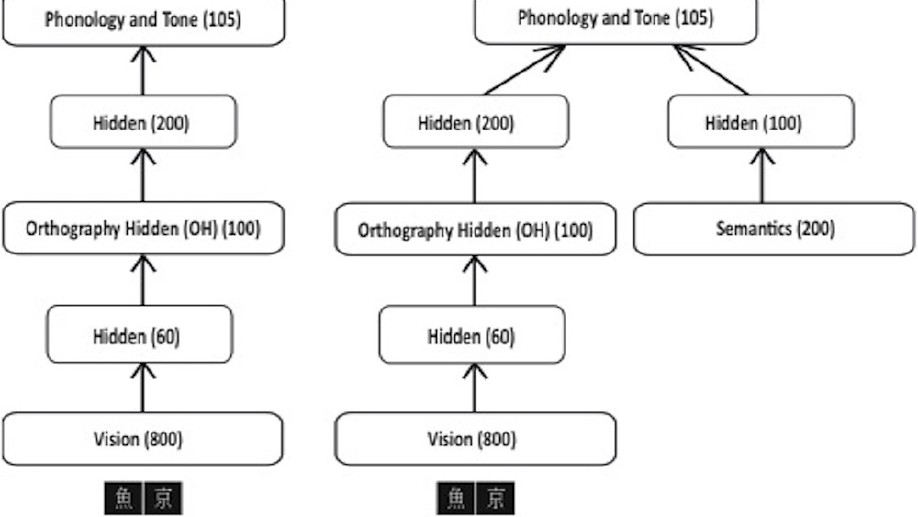 Phonology and Tone (105)
Hidden (200)
Orthography Hidden (OH) (100)
Hidden (60)
Vision (800)
魚 京
Phonology and Tone (105)
Hidden (200)
Hidden (100)
Orthography Hidden (OH) (100)
Semantics (200)
Hidden (60)
Vision (800)
魚 京